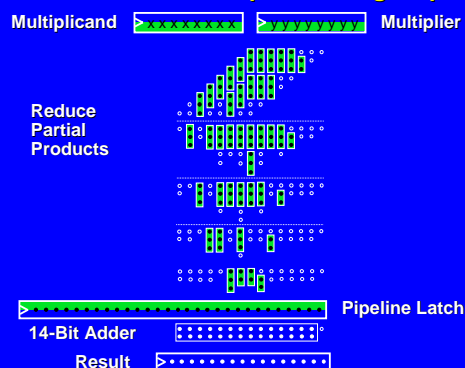 Multiplicand xxxxxxxx yyyyyyyy Multiplier
Reduce
Partial
Products
Pipeline Latch
14-Bit Adder
Result